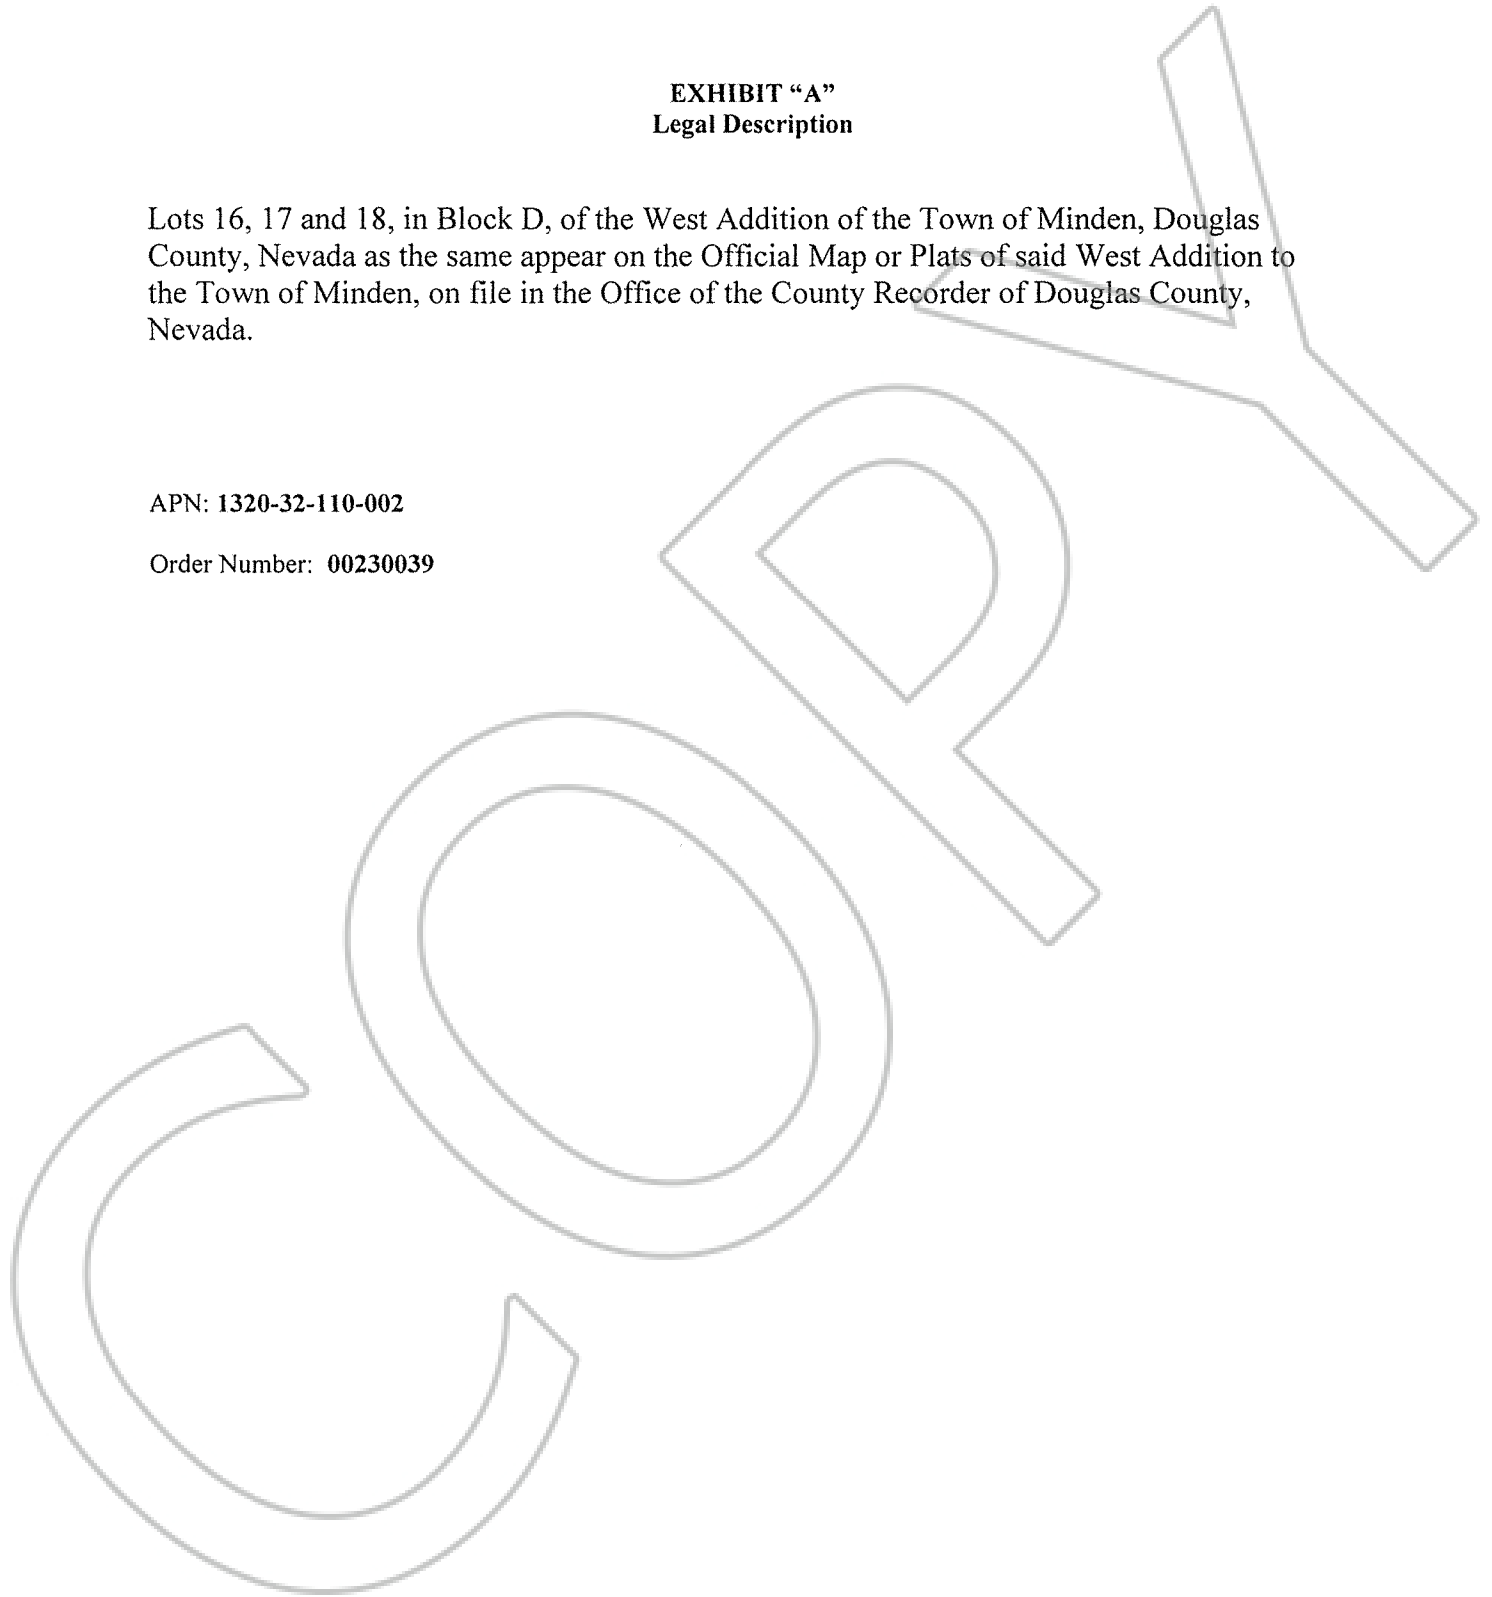 EXHIBIT “A”
Legal Description
Lots 16, 17 and 18, in Block D, of the West Addition of the Town of Minden, Douglas
County, Nevada as the same appear on the Official Map or Plats of said West Addition to
the Town of Minden, on file in the Office of the County Recorder of Douglas County,
Nevada.
APN: 1320-32-110-002
Order Number: 00230039
COPY